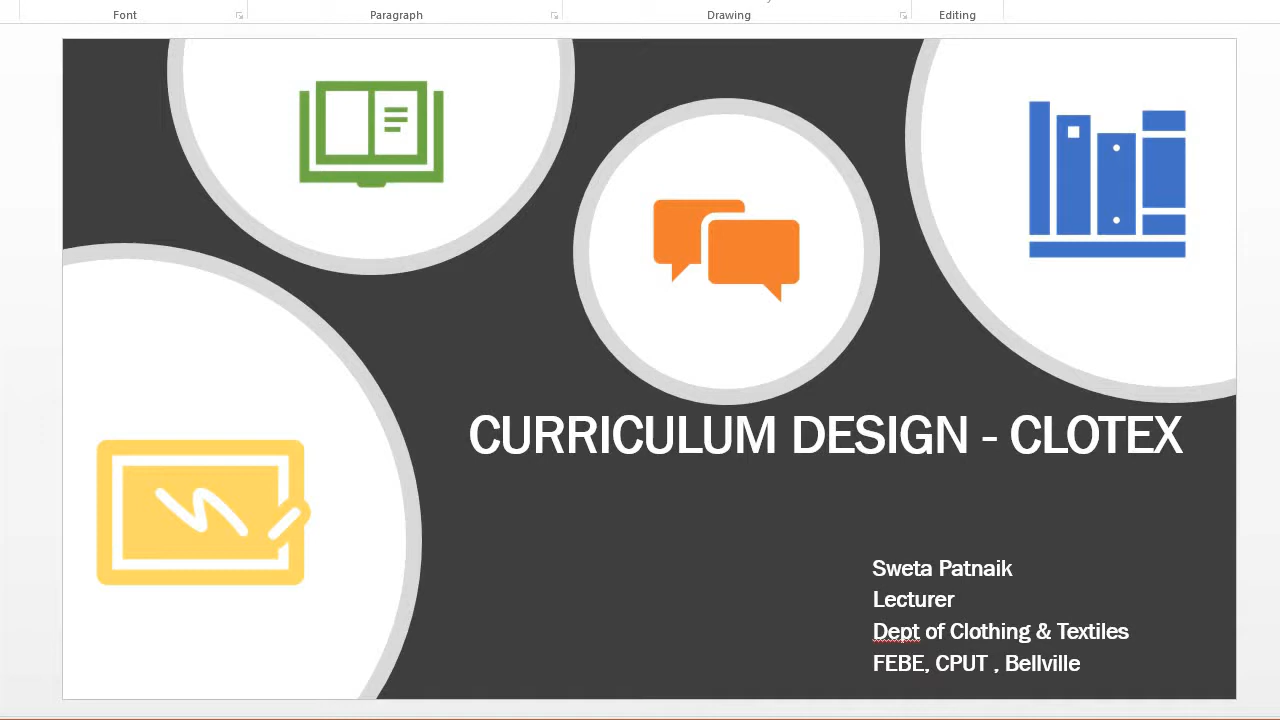 Font
Paragraph
Drawing
Editing
CURRICULUM DESIGN - CLOTEX
Sweta Patnaik
Lecturer
Dept of Clothing & Textiles
FEBE, CPUT , Bellville